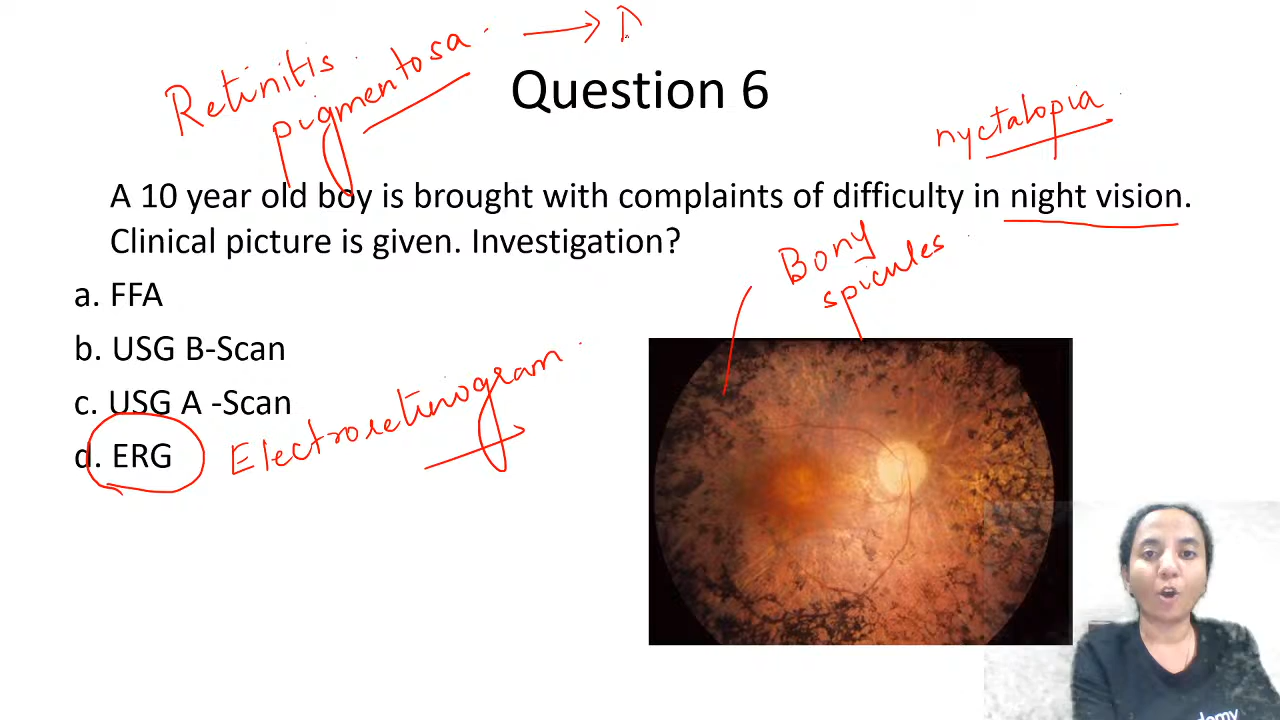 Retinitis
pigmentosa
Question 6
nyctalopia
A 10 year old boy is brought with complaints of difficulty in night vision.
Clinical picture is given. Investigation?
Bony
spicules
a. FFA
b. USG B-Scan
c. USG A -Scan
d. ERG
Electroretinogram